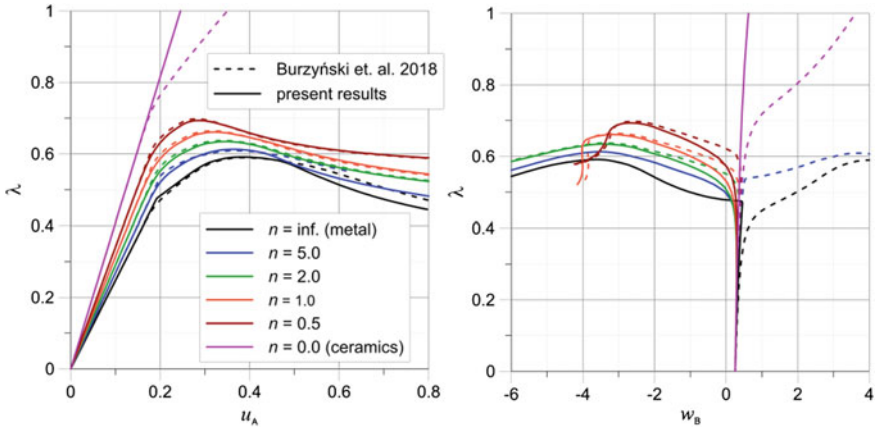 1
0.8
0.6
0.4
0.2
0
λ
0
0.2
0.4
0.6
0.8
u_A
Burzyński et. al. 2018
present results
n = inf. (metal)
n = 5.0
n = 2.0
n = 1.0
n = 0.5
n = 0.0 (ceramics)
1
0.8
0.6
0.4
0.2
0
λ
-6
-4
-2
0
2
4
w_B